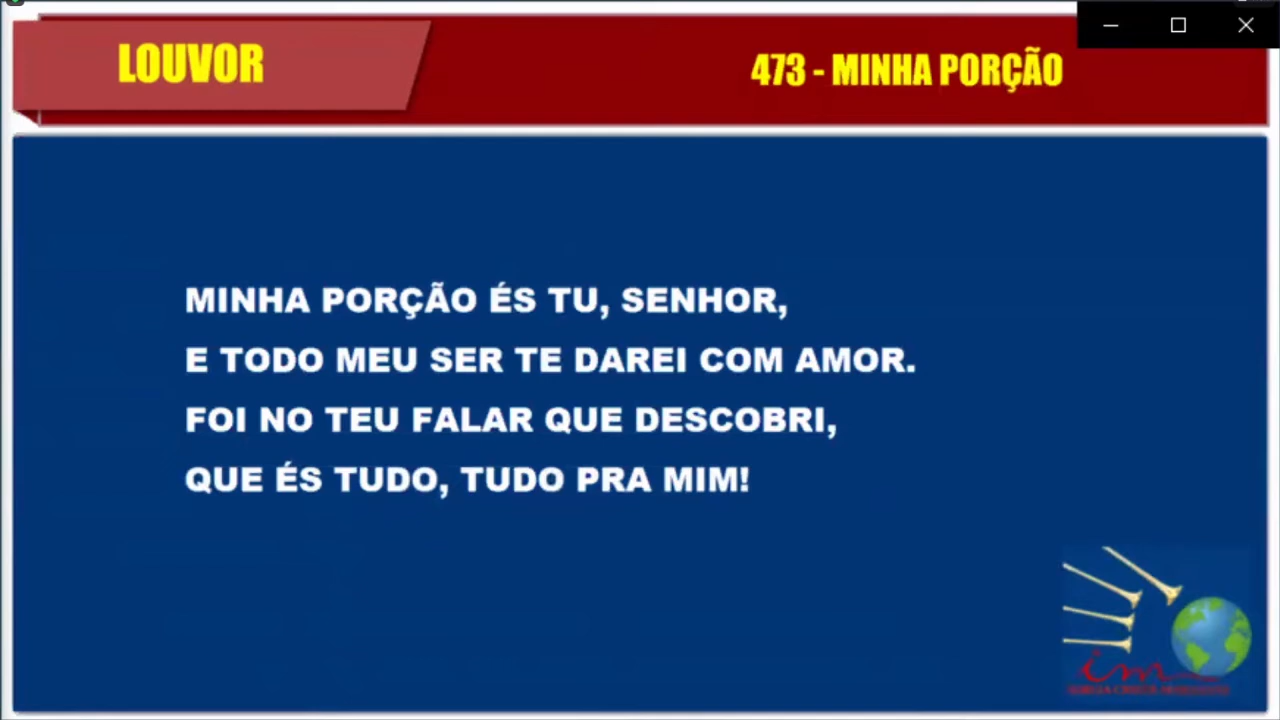 LOUVOR
473 - MINHA PORÇÃO
MINHA PORÇÃO ÉS TU, SENHOR,
E TODO MEU SER TE DAREI COM AMOR.
FOI NO TEU FALAR QUE DESCOBRI,
QUE ÉS TUDO, TUDO PRA MIM!
im